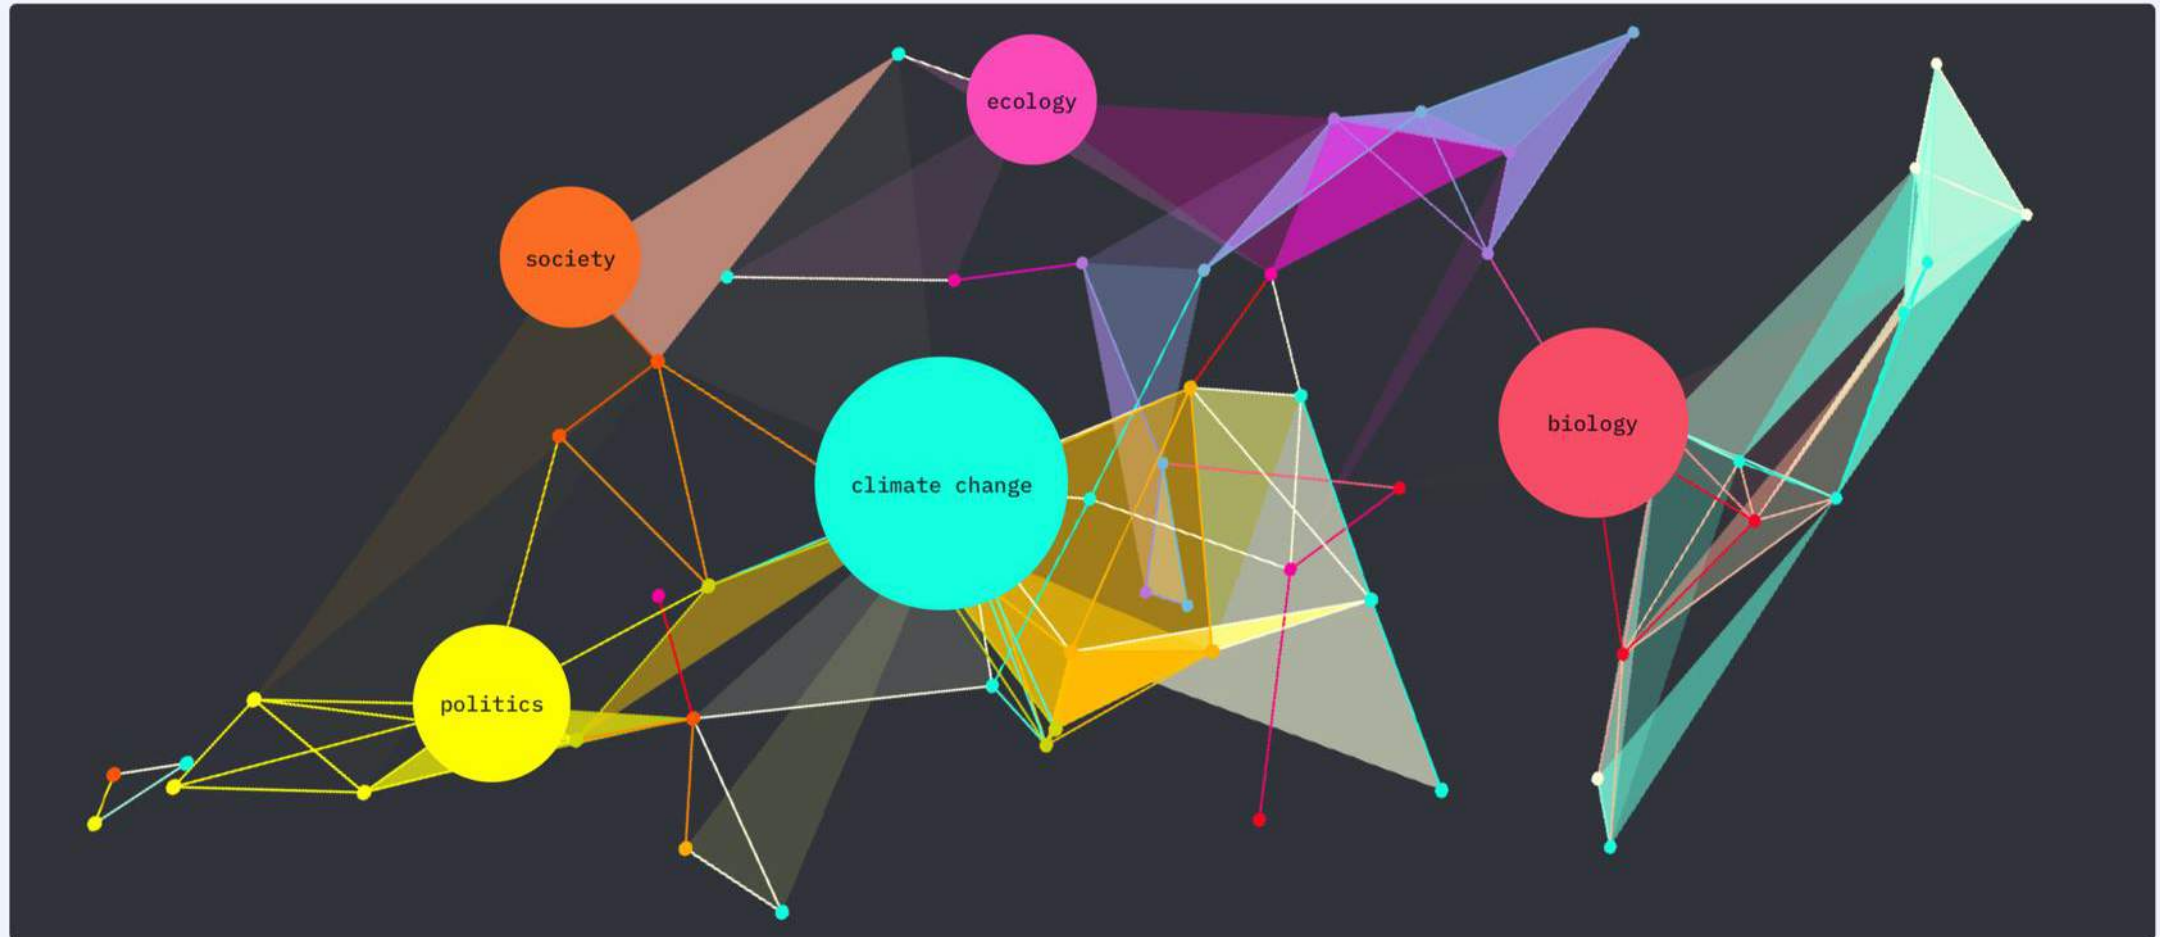 ecology
society
biology
climate change
politics